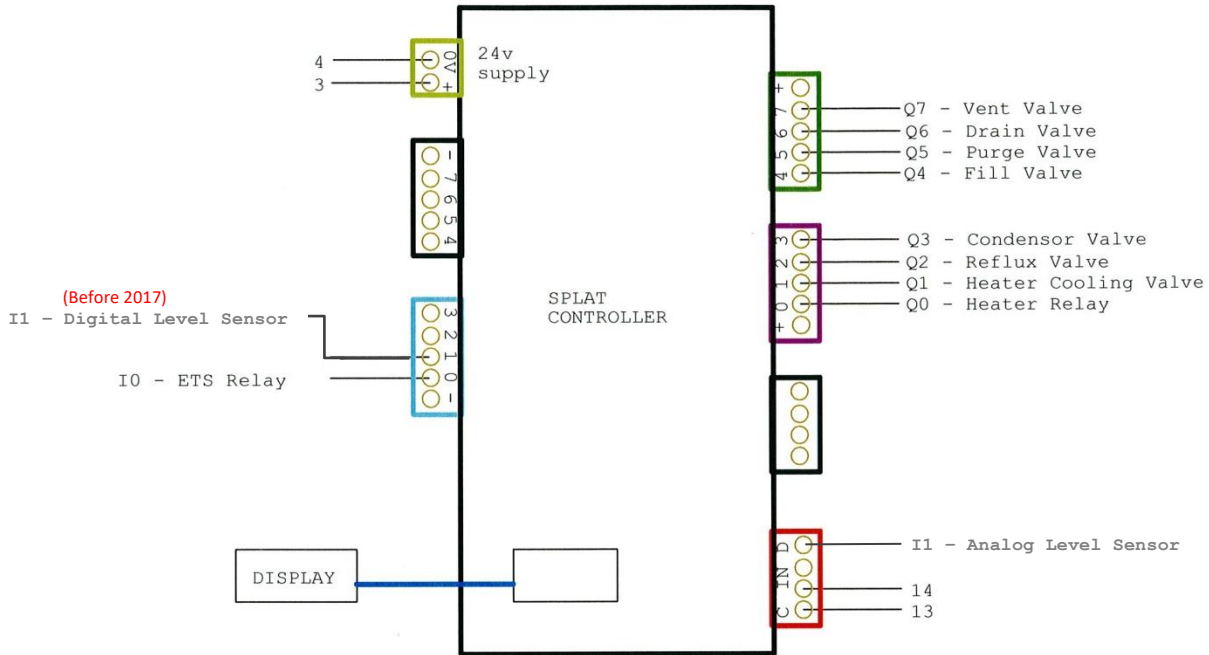 4
3
0V
+
24v
supply
-
7
6
5
4
(Before 2017)
I1 - Digital Level Sensor
I0 - ETS Relay
3
2
1
0
-
SPLAT
CONTROLLER
DISPLAY
+
7
6
5
4
Q7 - Vent Valve
Q6 - Drain Valve
Q5 - Purge Valve
Q4 - Fill Valve
3
2
1
0
+
Q3 - Condensor Valve
Q2 - Reflux Valve
Q1 - Heater Cooling Valve
Q0 - Heater Relay
D
IN
C
I1 - Analog Level Sensor
14
13